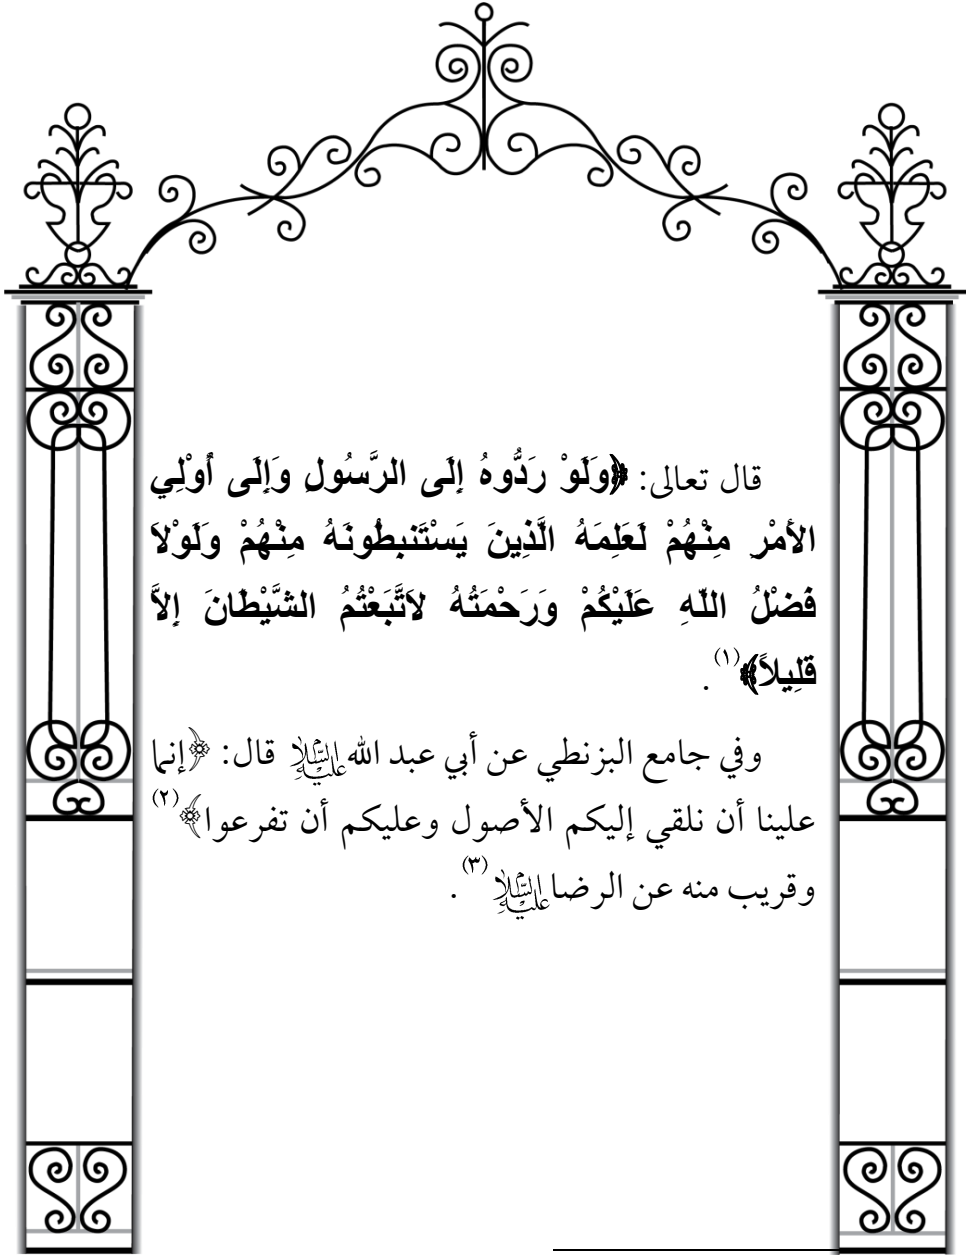 قال تعالى: ﴿وَلَوْ رَدُّوهُ إِلَى الرَّسُولِ وَإِلَى أُوْلِي
الأَمْرِ مِنْهُمْ لَعَلِمَهُ الَّذِينَ يَسْتَنبِطُونَهُ مِنْهُمْ وَلَوْلاَ
فَضْلُ اللّهِ عَلَيْكُمْ وَرَحْمَتُهُ لاَتَّبَعْتُمُ الشَّيْطَانَ إِلاَّ
قَلِيلاً﴾(١).
وفي جامع البزنطي عن أبي عبد الله عليه السلام قال: ﴿إنما
علينا أن نلقي إليكم الأصول وعليكم أن تفرعوا﴾(٢)
وقريب منه عن الرضا عليه السلام(٣).